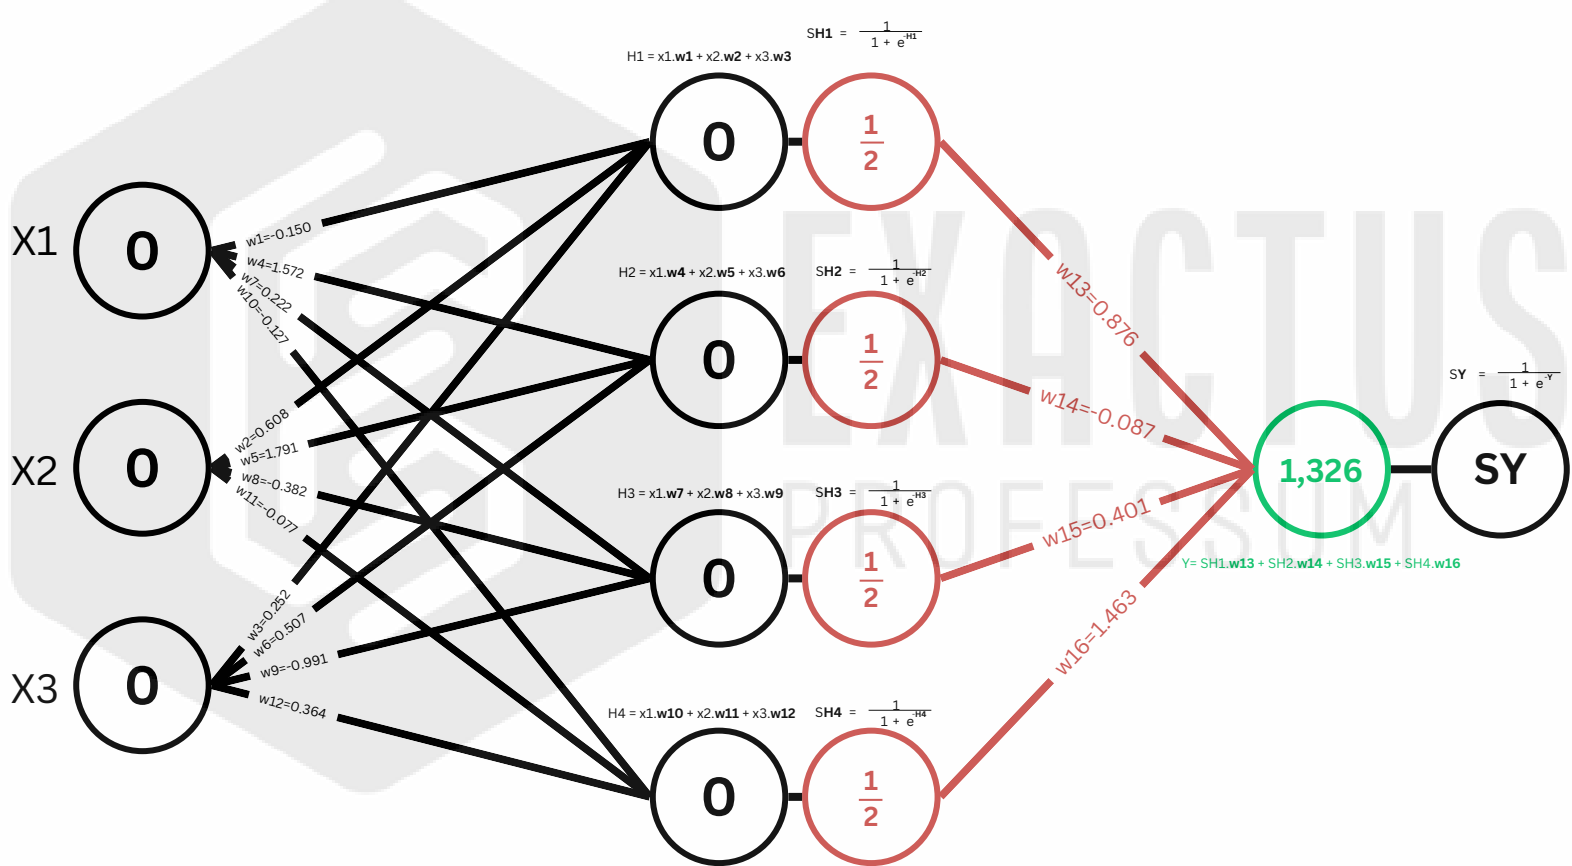 SH1 = 1
1 + e^-H1
H1 = x1.w1 + x2.w2 + x3.w3
0
1
2
X1
0
w1=-0.150
w4=1.572
w7=0.222
w10=-0.127
w13=0.876
H2 = x1.w4 + x2.w5 + x3.w6
SH2 = 1
1 + e^-H2
0
1
2
w14=-0.087
EXACTUS
PROFESSUM
SY = 1
1 + e^-Y
X2
0
w2=0.608
w5=1.791
w8=-0.382
w11=-0.077
1,326
SY
H3 = x1.w7 + x2.w8 + x3.w9
SH3 = 1
1 + e^-H3
0
1
2
w15=0.401
Y= SH1.w13 + SH2.w14 + SH3.w15 + SH4.w16
X3
0
w3=0.252
w6=0.507
w9=-0.991
w12=0.364
w16=1.463
H4 = x1.w10 + x2.w11 + x3.w12
SH4 = 1
1 + e^-H4
0
1
2